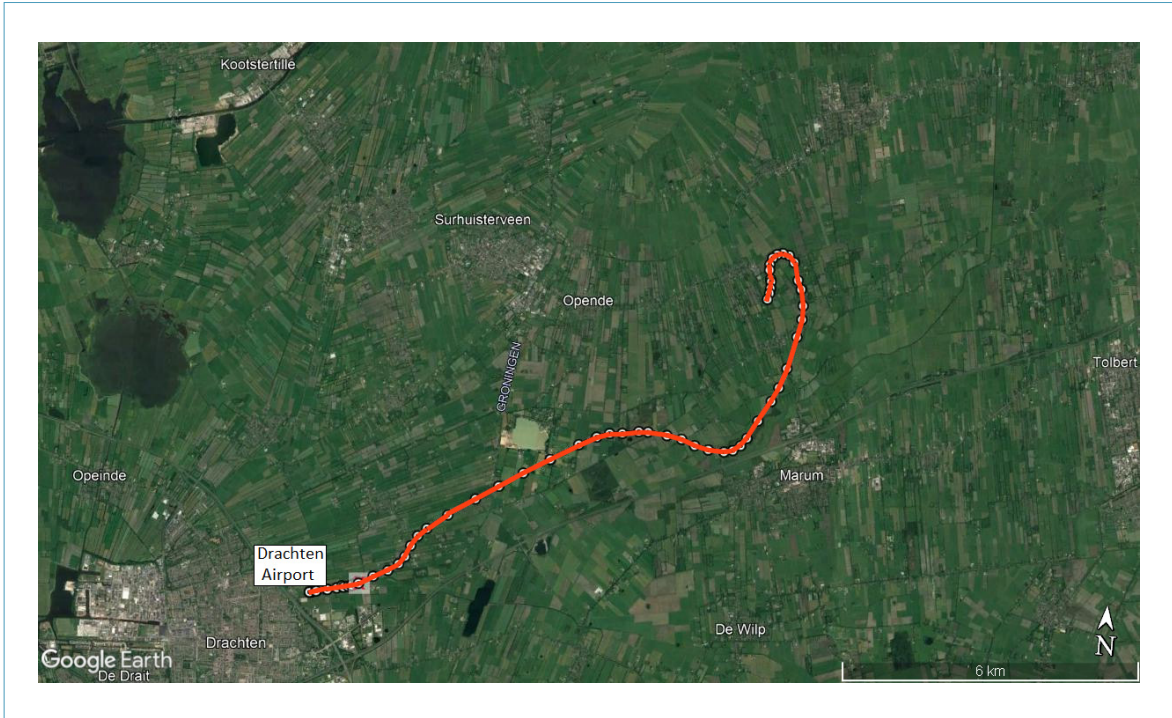 Kootstertille
Surhuisterveen
Opende
GRONINGEN
Tolbert
Opeinde
Marum
Drachten
Airport
De Wilp
Drachten
N
Google Earth
De Drait
6 km